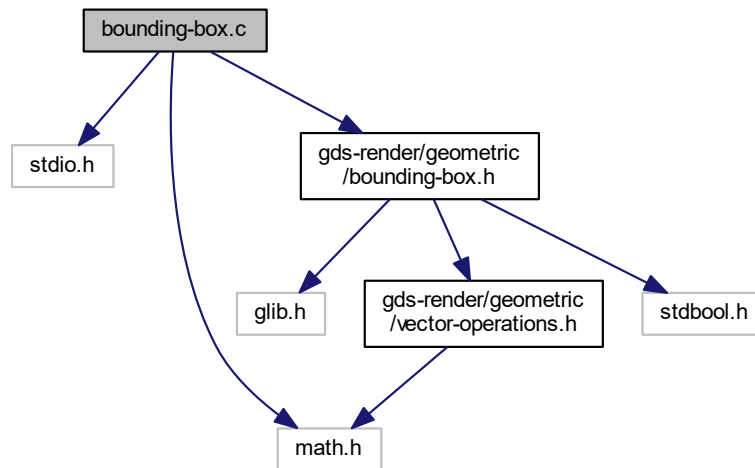 bounding-box.c
stdio.h
gds-render/geometric
/bounding-box.h
glib.h
gds-render/geometric
/vector-operations.h
stdbool.h
math.h